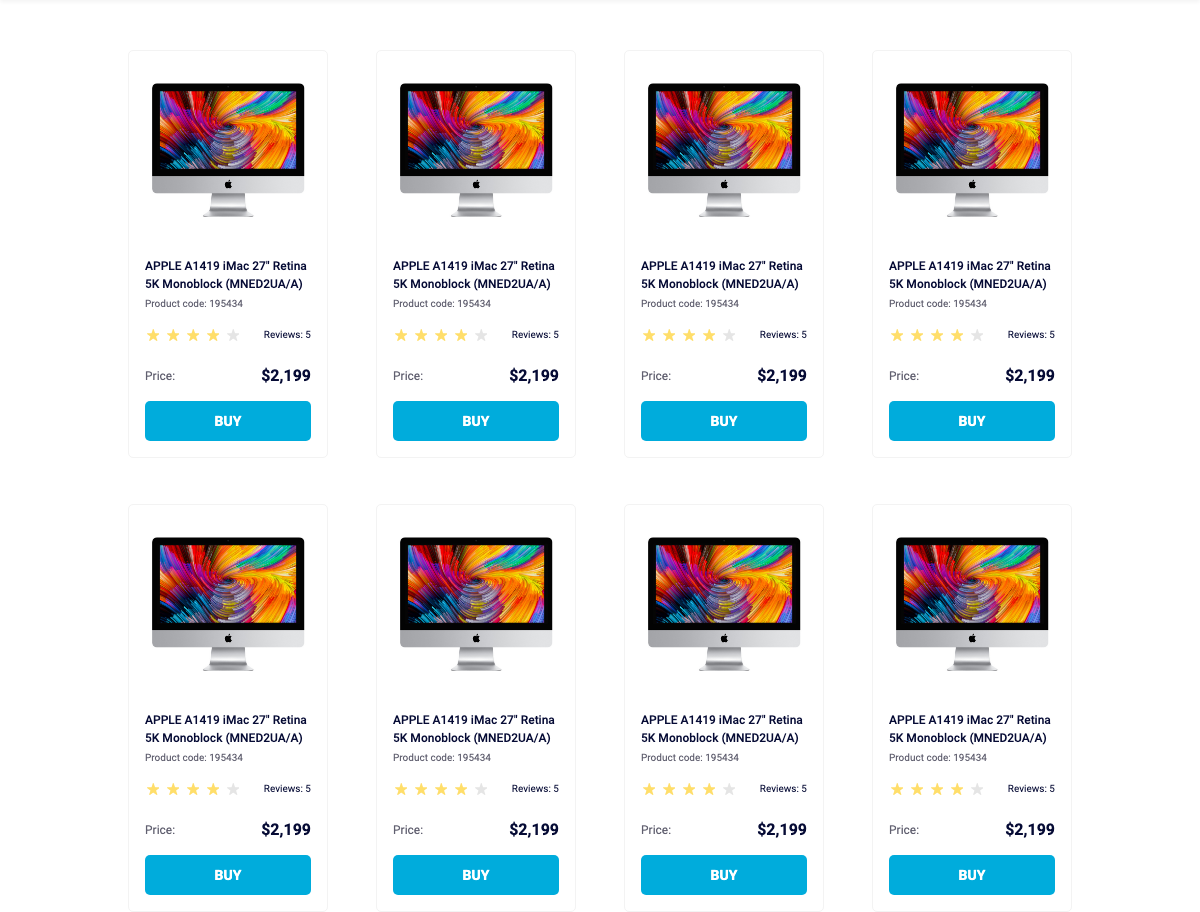 APPLE A1419 iMac 27" Retina
5K Monoblock (MNED2UA/A)
Product code: 195434
Reviews: 5
Price: $2,199
BUY
APPLE A1419 iMac 27" Retina
5K Monoblock (MNED2UA/A)
Product code: 195434
Reviews: 5
Price: $2,199
BUY
APPLE A1419 iMac 27" Retina
5K Monoblock (MNED2UA/A)
Product code: 195434
Reviews: 5
Price: $2,199
BUY
APPLE A1419 iMac 27" Retina
5K Monoblock (MNED2UA/A)
Product code: 195434
Reviews: 5
Price: $2,199
BUY
APPLE A1419 iMac 27" Retina
5K Monoblock (MNED2UA/A)
Product code: 195434
Reviews: 5
Price: $2,199
BUY
APPLE A1419 iMac 27" Retina
5K Monoblock (MNED2UA/A)
Product code: 195434
Reviews: 5
Price: $2,199
BUY
APPLE A1419 iMac 27" Retina
5K Monoblock (MNED2UA/A)
Product code: 195434
Reviews: 5
Price: $2,199
BUY
APPLE A1419 iMac 27" Retina
5K Monoblock (MNED2UA/A)
Product code: 195434
Reviews: 5
Price: $2,199
BUY